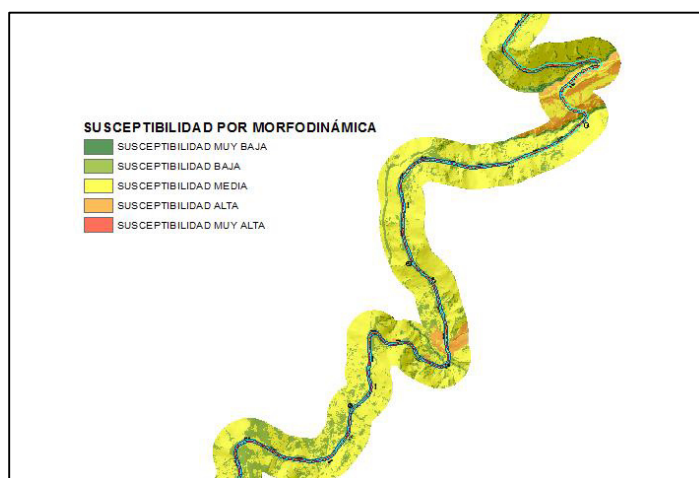 SUSCEPTIBILIDAD POR MORFODINÁMICA
SUSCEPTIBILIDAD MUY BAJA
SUSCEPTIBILIDAD BAJA
SUSCEPTIBILIDAD MEDIA
SUSCEPTIBILIDAD ALTA
SUSCEPTIBILIDAD MUY ALTA